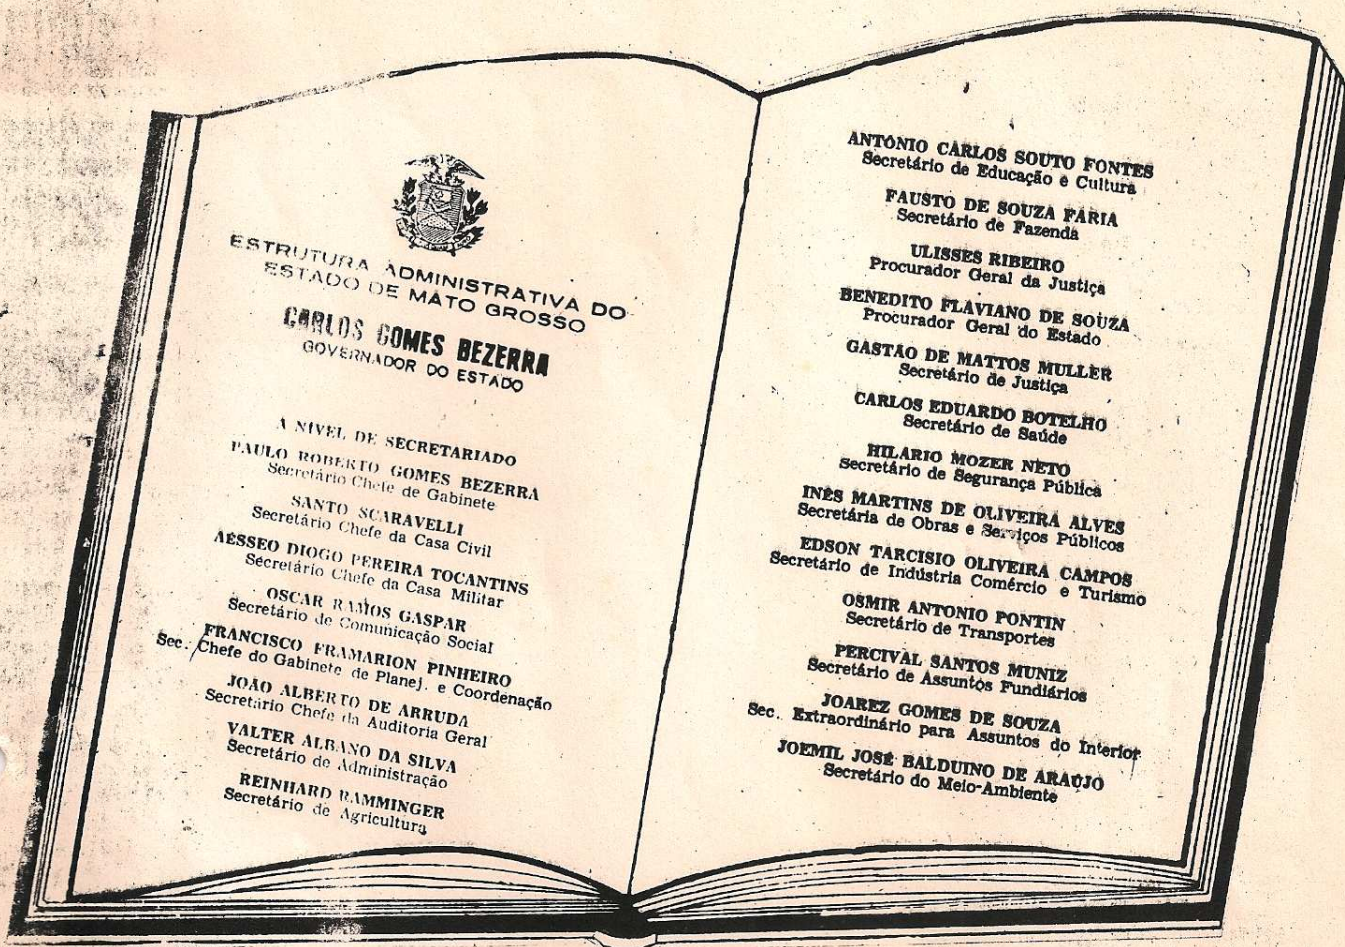 ESTRUTURA ADMINISTRATIVA DO
ESTADO DE MATO GROSSO
CARLOS GOMES BEZERRA
GOVERNADOR DO ESTADO
A NIVEL DE SECRETARIADO
PAULO ROBERTO GOMES BEZERRA
Secretário Chefe de Gabinete
SANTO SCARAVELLI
Secretário Chefe da Casa Civil
AÉSSEO DIOGO PEREIRA TOCANTINS
Secretário Chefe da Casa Militar
OSCAR RAMOS GASPAR
Secretário de Comunicação Social
FRANCISCO FRAMARION PINHEIRO
Sec. Chefe do Gabinete de Planej. e Coordenação
JOÃO ALBERTO DE ARRUDA
Secretário Chefe da Auditoria Geral
VALTER ALBANO DA SILVA
Secretário de Administração
REINHARD RAMMINGER
Secretário de Agricultura
ANTÓNIO CARLOS SOUTO FONTES
Secretário de Educação e Cultura
FAUSTO DE SOUZA FARIA
Secretário de Fazenda
ULISSES RIBEIRO
Procurador Geral da Justiça
BENEDITO FLAVIANO DE SOUZA
Procurador Geral do Estado
GASTÃO DE MATTOS MULLER
Secretário de Justiça
CARLOS EDUARDO BOTELHO
Secretário de Saúde
HILARIO MOZER NETO
Secretário de Segurança Pública
INÊS MARTINS DE OLIVEIRA ALVES
Secretária de Obras e Serviços Públicos
EDSON TARCISIO OLIVEIRA CAMPOS
Secretário de Indústria Comércio e Turismo
OSMIR ANTONIO PONTIN
Secretário de Transportes
PERCIVAL SANTOS MUNIZ
Secretário de Assuntos Fundiários
JOAREZ GOMES DE SOUZA
Sec. Extraordinário para Assuntos do Interior
JOEMIL JOSÉ BALDUINO DE ARAÚJO
Secretário do Meio-Ambiente